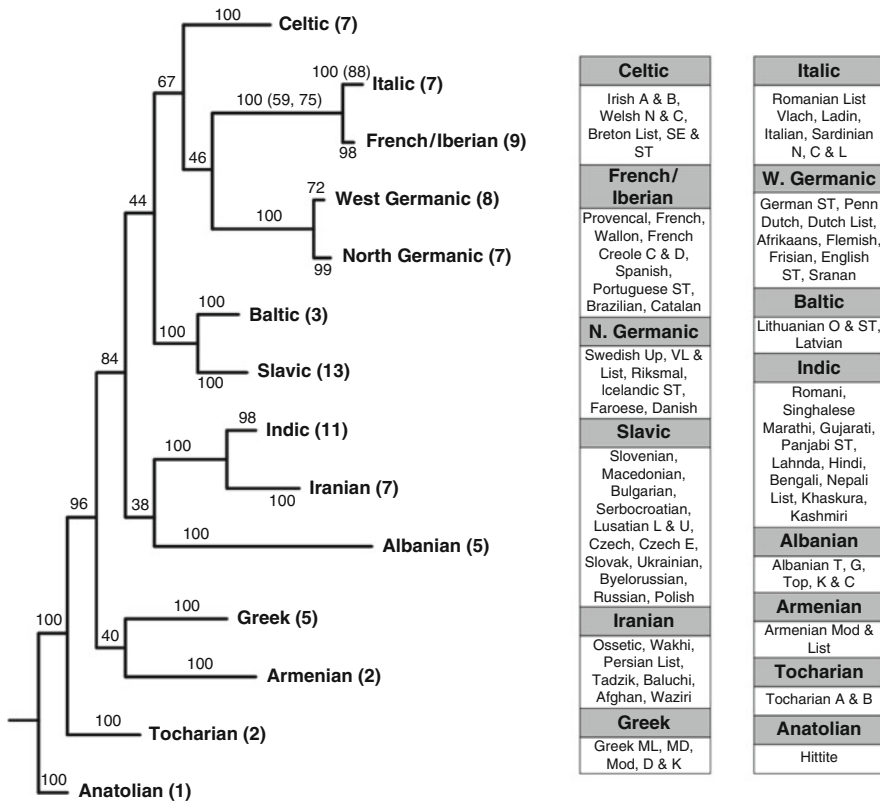 100
Celtic (7)
67
100 (88)
Italic (7)
100 (59, 75)
98
French/Iberian (9)
46
72
West Germanic (8)
100
99
North Germanic (7)
44
100
Baltic (3)
100
100
Slavic (13)
84
98
Indic (11)
100
100
Iranian (7)
38
100
Albanian (5)
96
100
Greek (5)
40
100
Armenian (2)
100
100
Tocharian (2)
100
Anatolian (1)
Celtic
Irish A & B,
Welsh N & C,
Breton List, SE &
ST
French/
Iberian
Provencal, French,
Wallon, French
Creole C & D,
Spanish,
Portuguese ST,
Brazilian, Catalan
N. Germanic
Swedish Up, VL &
List, Riksmal,
Icelandic ST,
Faroese, Danish
Slavic
Slovenian,
Macedonian,
Bulgarian,
Serbocroatian,
Lusatian L & U,
Czech, Czech E,
Slovak, Ukrainian,
Byelorussian,
Russian, Polish
Iranian
Ossetic, Wakhi,
Persian List,
Tadzik, Baluchi,
Afghan, Waziri
Greek
Greek ML, MD,
Mod, D & K
Italic
Romanian List
Vlach, Ladin,
Italian, Sardinian
N, C & L
W. Germanic
German ST, Penn
Dutch, Dutch List,
Afrikaans, Flemish,
Frisian, English
ST, Sranan
Baltic
Lithuanian O & ST,
Latvian
Indic
Romani,
Singhalese
Marathi, Gujarati,
Panjabi ST,
Lahnda, Hindi,
Bengali, Nepali
List, Khaskura,
Kashmiri
Albanian
Albanian T, G,
Top, K & C
Armenian
Armenian Mod &
List
Tocharian
Tocharian A & B
Anatolian
Hittite